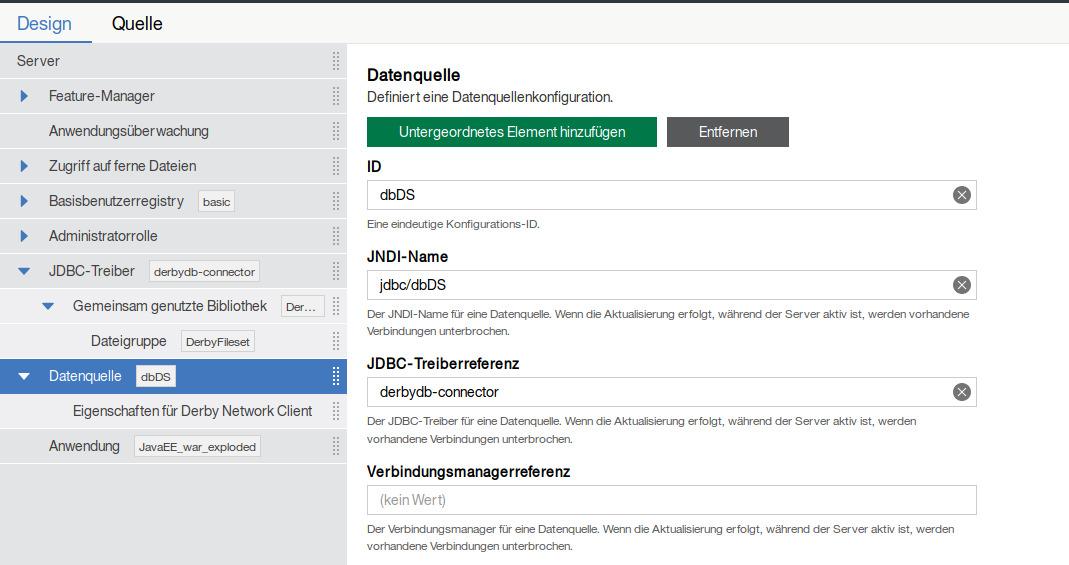 Design Quelle
Server
Feature-Manager
Anwendungsüberwachung
Zugriff auf ferne Dateien
Basisbenutzerregistry basic
Administratorrolle
JDBC-Treiber derbydb-connector
Gemeinsam genutzte Bibliothek Der...
Dateigruppe DerbyFileset
Datenquelle dbDS
Eigenschaften für Derby Network Client
Anwendung JavaEE_war_exploded
Datenquelle
Definiert eine Datenquellenkonfiguration.
Untergeordnetes Element hinzufügen Entfernen
ID
dbDS
Eine eindeutige Konfigurations-ID.
JNDI-Name
jdbc/dbDS
Der JNDI-Name für eine Datenquelle. Wenn die Aktualisierung erfolgt, während der Server aktiv ist, werden vorhandene
Verbindungen unterbrochen.
JDBC-Treiberreferenz
derbydb-connector
Der JDBC-Treiber für eine Datenquelle. Wenn die Aktualisierung erfolgt, während der Server aktiv ist, werden
vorhandene Verbindungen unterbrochen.
Verbindungsmanagerreferenz
(kein Wert)
Der Verbindungsmanager für eine Datenquelle. Wenn die Aktualisierung erfolgt, während der Server aktiv ist, werden
vorhandene Verbindungen unterbrochen.